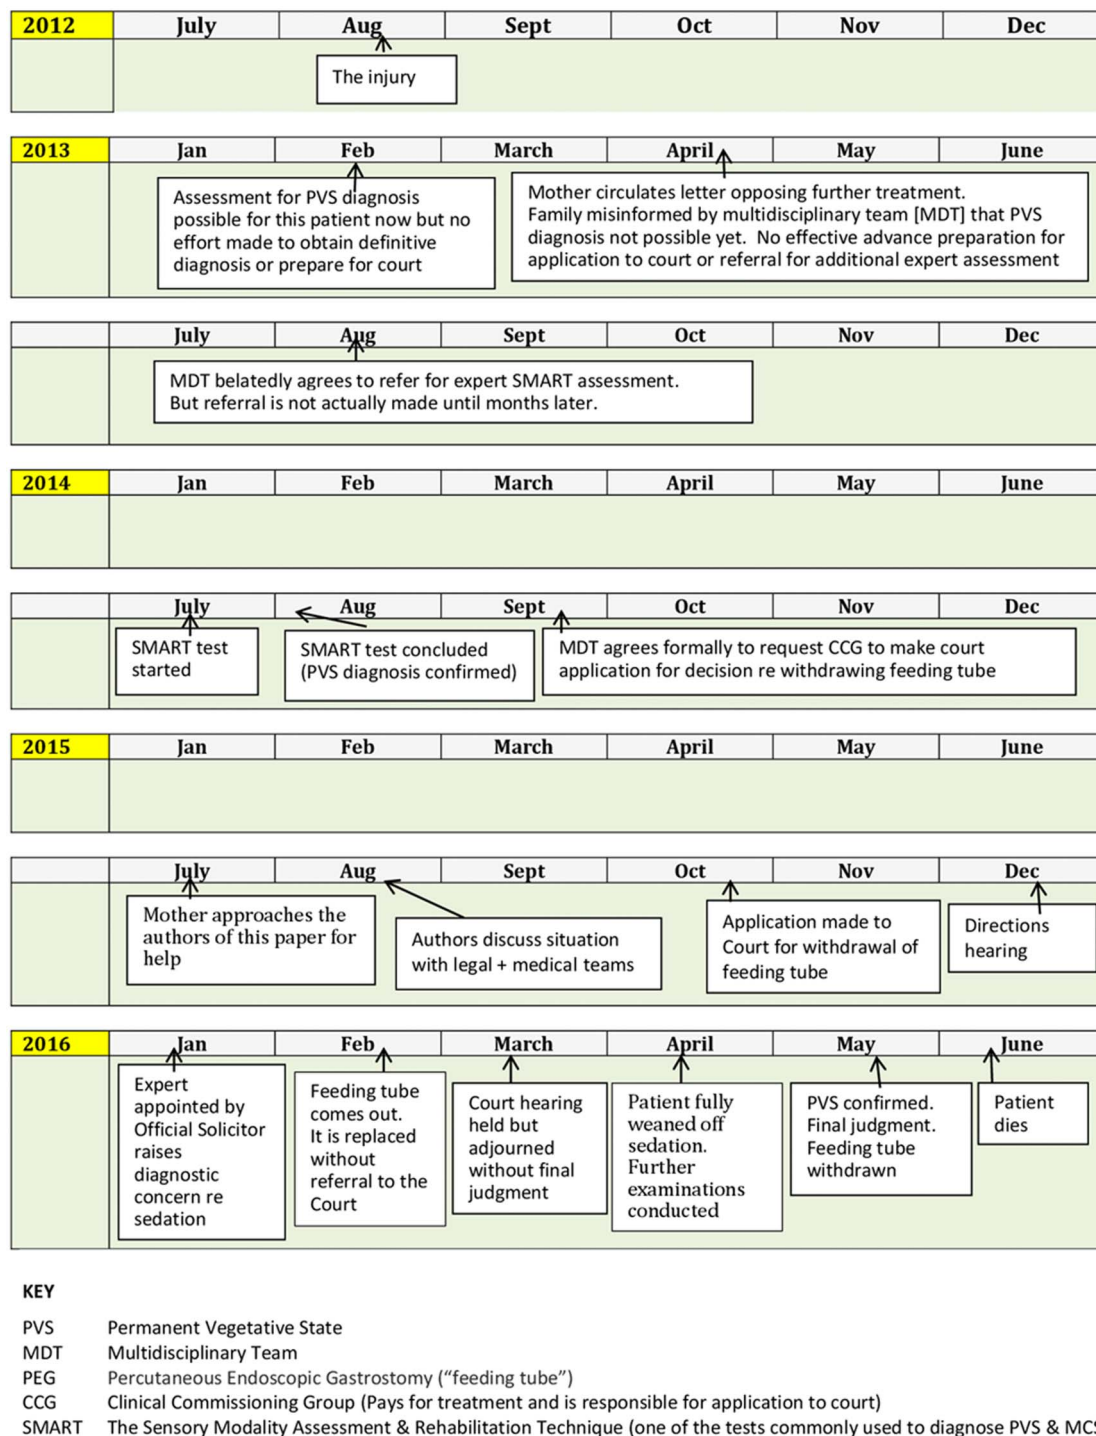 2012 July Aug Sept Oct Nov Dec
The injury
2013 Jan Feb March April May June
Assessment for PVS diagnosis
possible for this patient now but no
effort made to obtain definitive
diagnosis or prepare for court
Mother circulates letter opposing further treatment.
Family misinformed by multidisciplinary team [MDT] that PVS
diagnosis not possible yet. No effective advance preparation for
application to court or referral for additional expert assessment
July Aug Sept Oct Nov Dec
MDT belatedly agrees to refer for expert SMART assessment.
But referral is not actually made until months later.
2014 Jan Feb March April May June
July Aug Sept Oct Nov Dec
SMART test
started
SMART test concluded
(PVS diagnosis confirmed)
MDT agrees formally to request CCG to make court
application for decision re withdrawing feeding tube
2015 Jan Feb March April May June
July Aug Sept Oct Nov Dec
Mother approaches the
authors of this paper for
help
Authors discuss situation
with legal + medical teams
Application made to
Court for withdrawal of
feeding tube
Directions
hearing
2016 Jan Feb March April May June
Expert
appointed by
Official Solicitor
raises
diagnostic
concern re
sedation
Feeding tube
comes out.
It is replaced
without
referral to the
Court
Court hearing
held but
adjourned
without final
judgment
Patient fully
weaned off
sedation.
Further
examinations
conducted
PVS confirmed.
Final judgment.
Feeding tube
withdrawn
Patient
dies
KEY
PVS Permanent Vegetative State
MDT Multidisciplinary Team
PEG Percutaneous Endoscopic Gastrostomy (“feeding tube”)
CCG Clinical Commissioning Group (Pays for treatment and is responsible for application to court)
SMART The Sensory Modality Assessment & Rehabilitation Technique (one of the tests commonly used to diagnose PVS & MCS